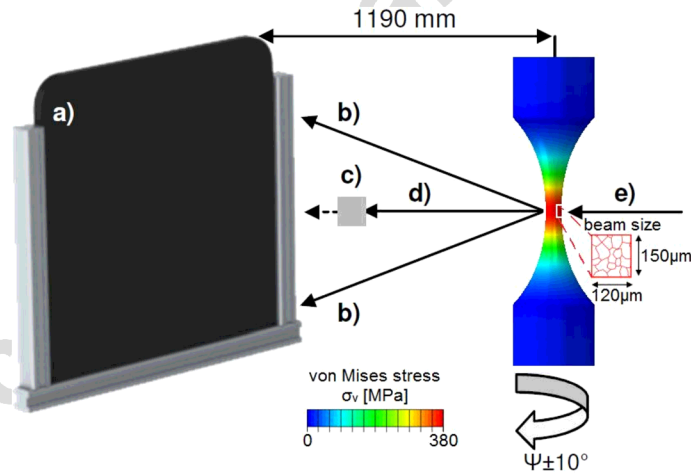 1190 mm
a)
b)
c)
d)
e)
beam size
150μm
120μm
b)
von Mises stress
σv [MPa]
0 380
Ψ±10°